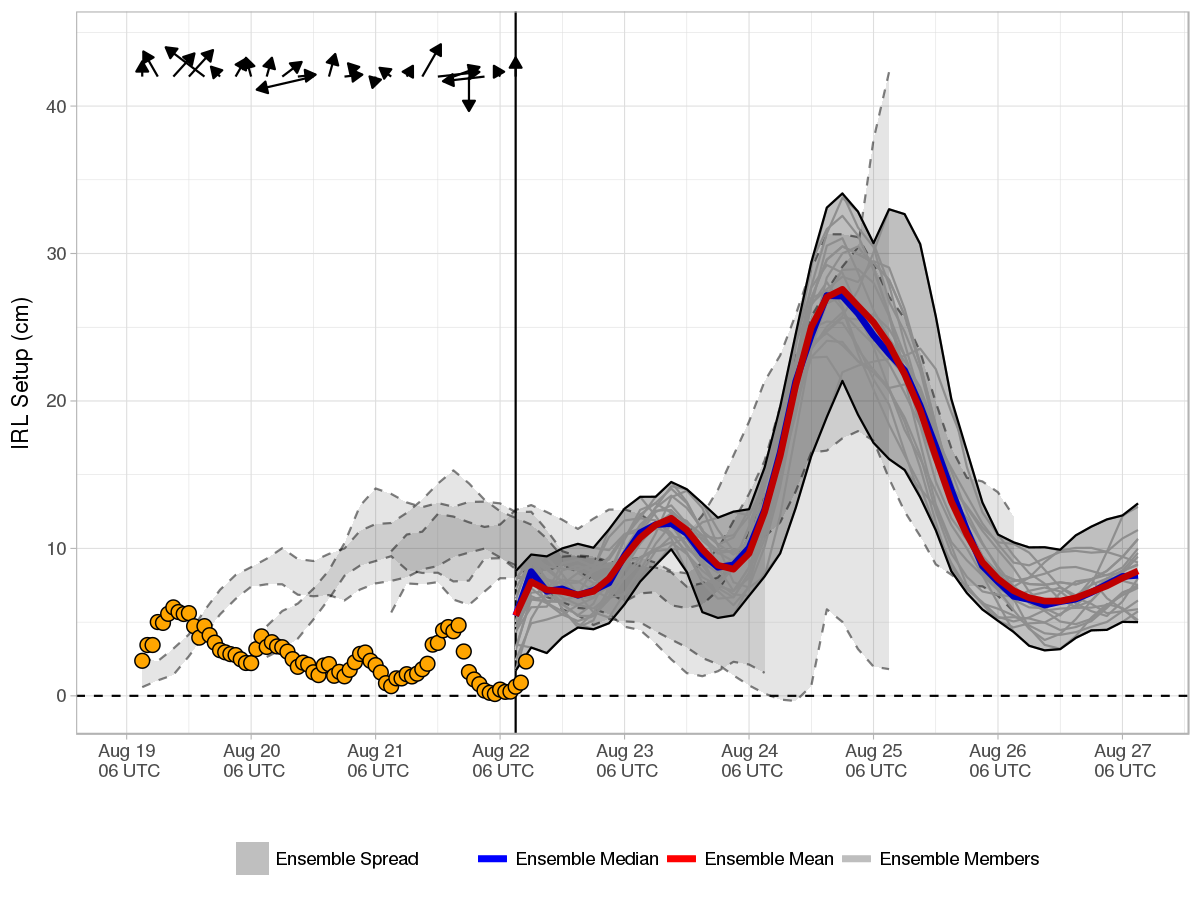 IRL Setup (cm)
40
30
20
10
0
Aug 19 Aug 20 Aug 21 Aug 22 Aug 23 Aug 24 Aug 25 Aug 26 Aug 27
06 UTC 06 UTC 06 UTC 06 UTC 06 UTC 06 UTC 06 UTC 06 UTC 06 UTC
Ensemble Spread Ensemble Median Ensemble Mean Ensemble Members